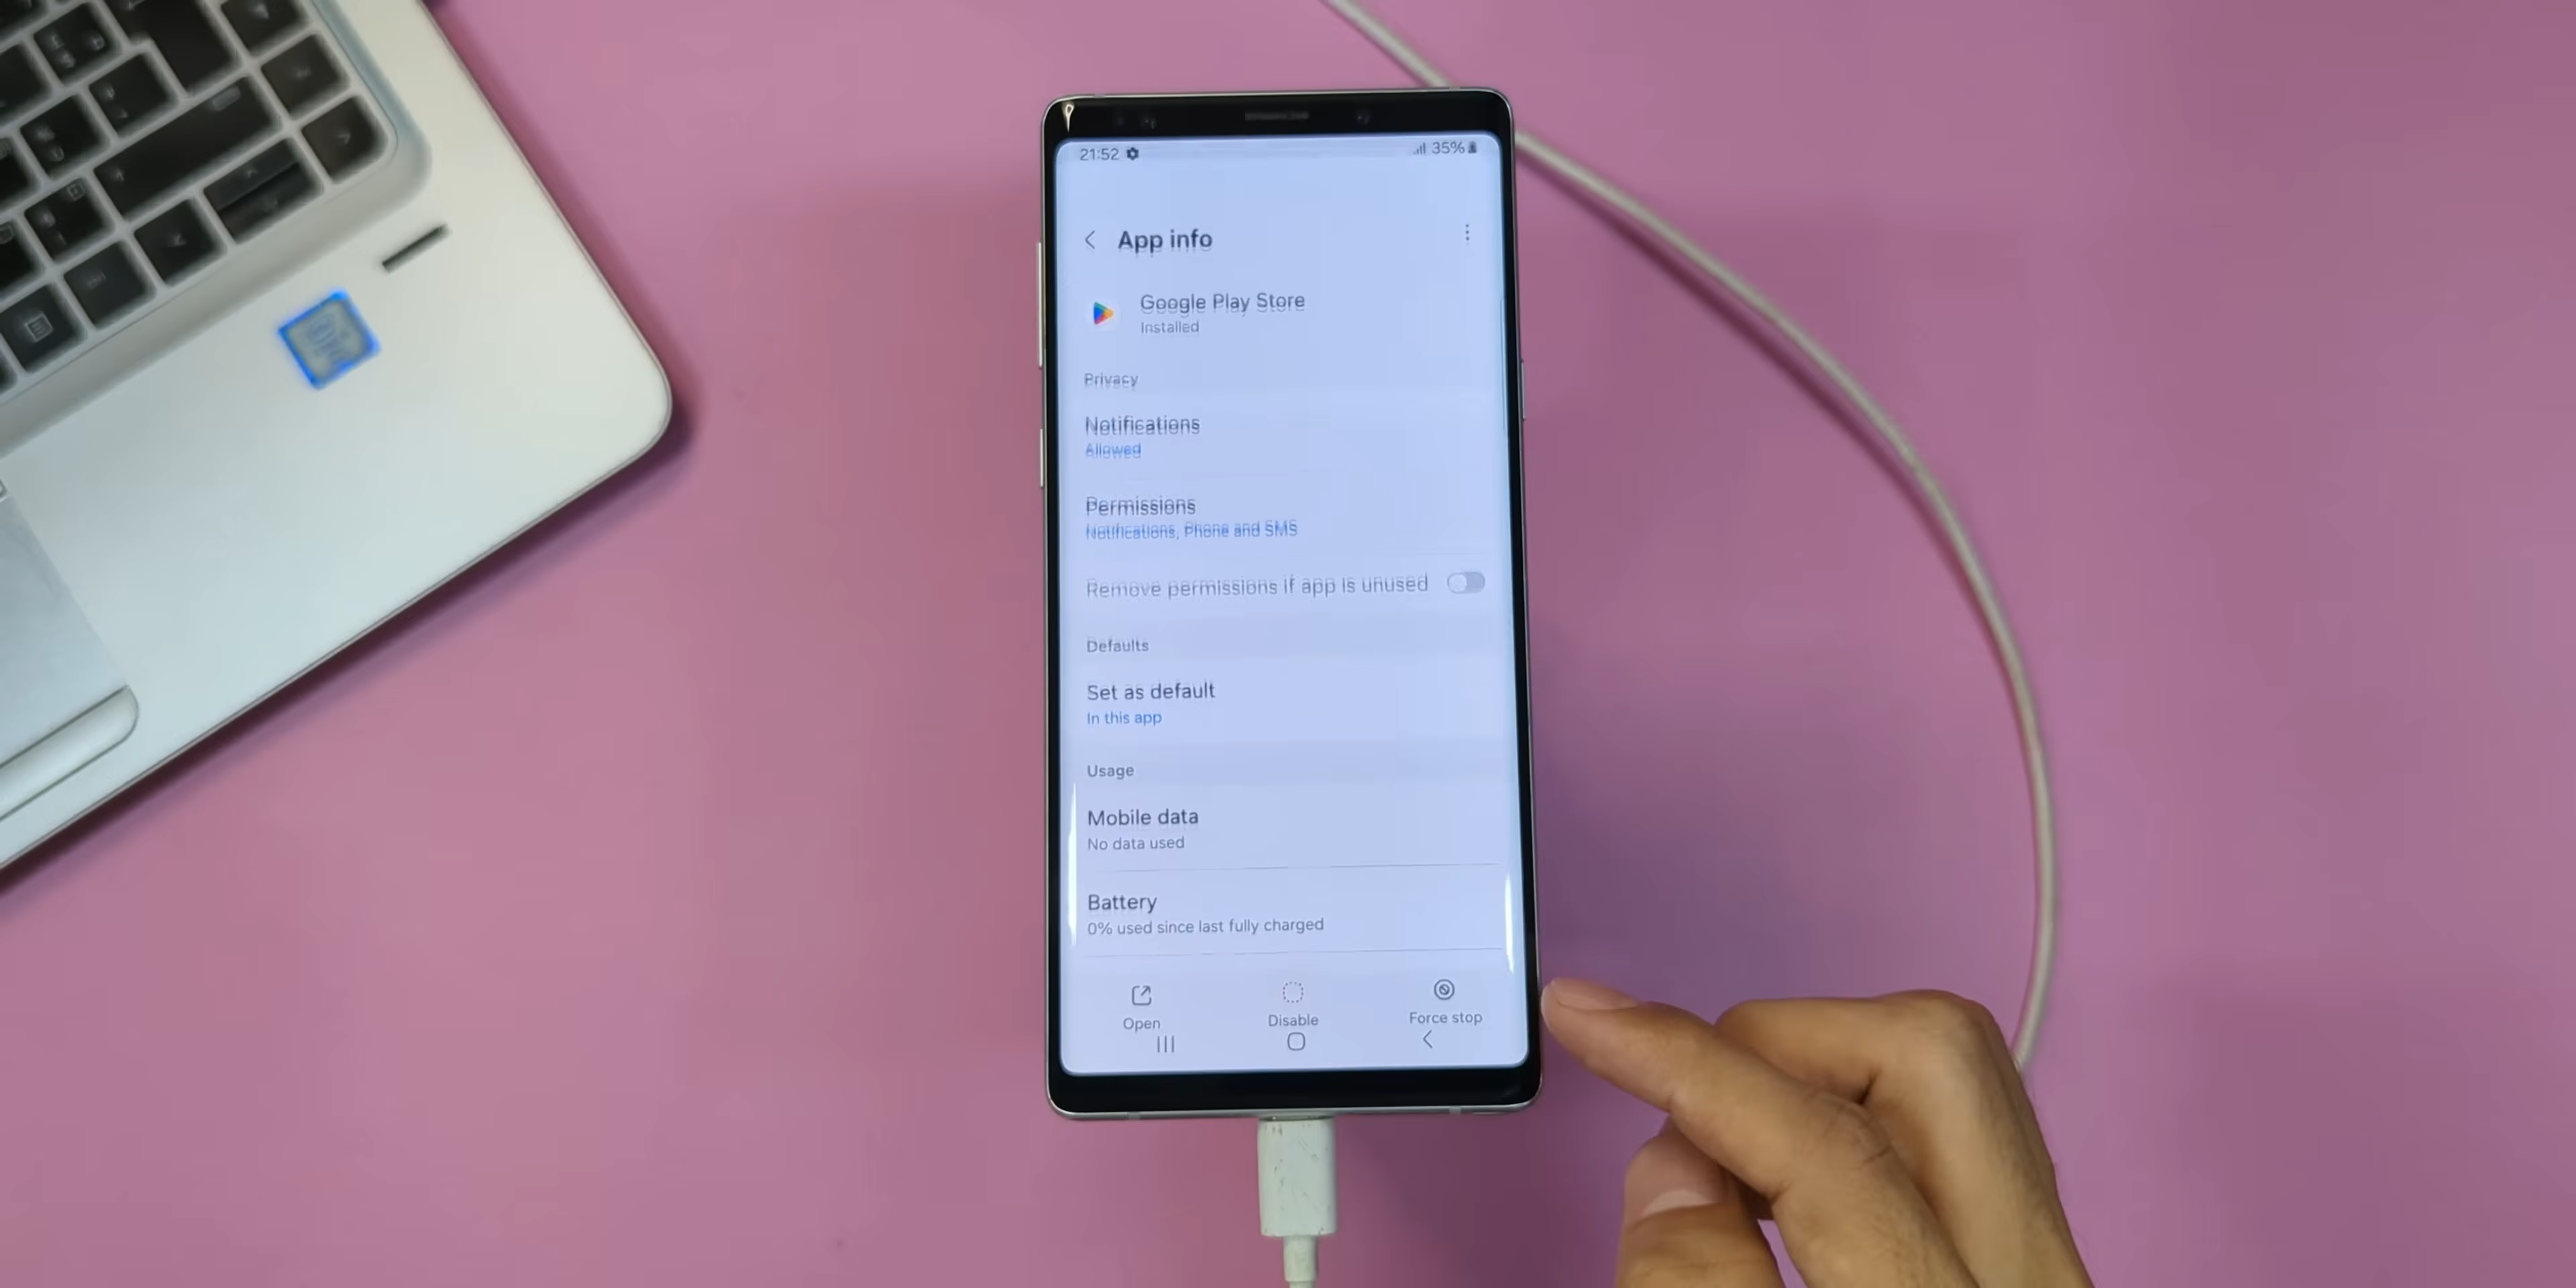 21:52
35%
App info
Google Play Store
Installed
Privacy
Notifications
Allowed
Permissions
Notifications, Phone and SMS
Remove permissions if app is unused
Defaults
Set as default
In this app
Usage
Mobile data
No data used
Battery
0% used since last fully charged
Open
Disable
Force stop